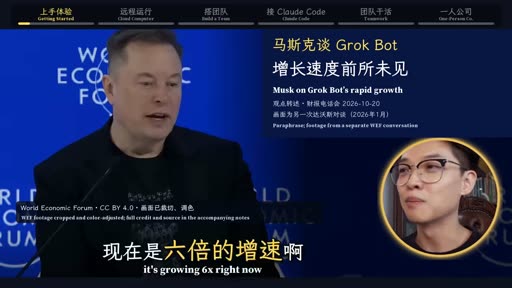 上手体验
Getting Started
远程运行
Cloud Computer
搭团队
Build a Team
接 Claude Code
Claude Code
团队干活
Teamwork
一人公司
One-Person Co.
WORLD
ECONOMIC
FORUM
马斯克谈 Grok Bot
增长速度前所未见
Musk on Grok Bot's rapid growth
观点转述·财报电话会 2026-10-20
画面为另一次达沃斯对话（2026年1月）
Paraphrase; footage from a separate WEF conversation
World Economic Forum·CC BY 4.0·画面已裁切、调色
WEF footage cropped and color-adjusted; full credit and source in the accompanying notes
现在是六倍的增速啊
it's growing 6x right now